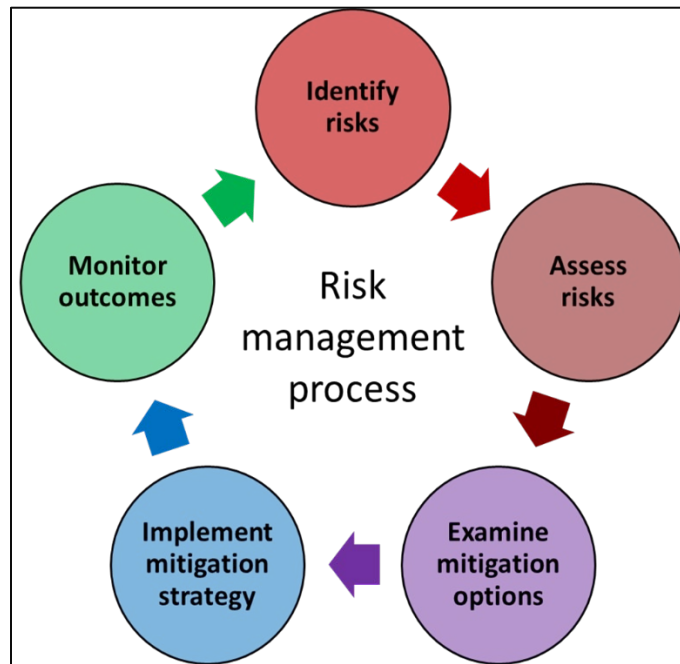 Identify
risks
Assess
risks
Examine
mitigation
options
Implement
mitigation
strategy
Monitor
outcomes
Risk
management
process